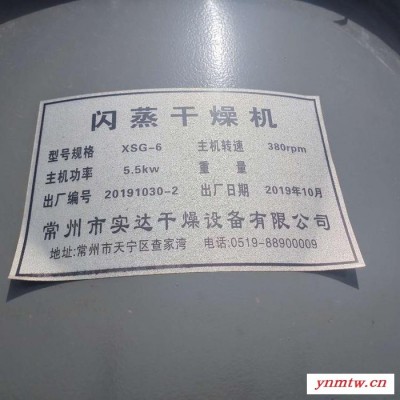 闪蒸干燥机
型号规格 XSG-6 主机转速 380rpm
主机功率 5.5kw 重量
出厂编号 20191030-2 出厂日期 2019年10月
常州市实达干燥设备有限公司
地址:常州市天宁区查家湾 电话:0519-88900009
ynmtw.cn